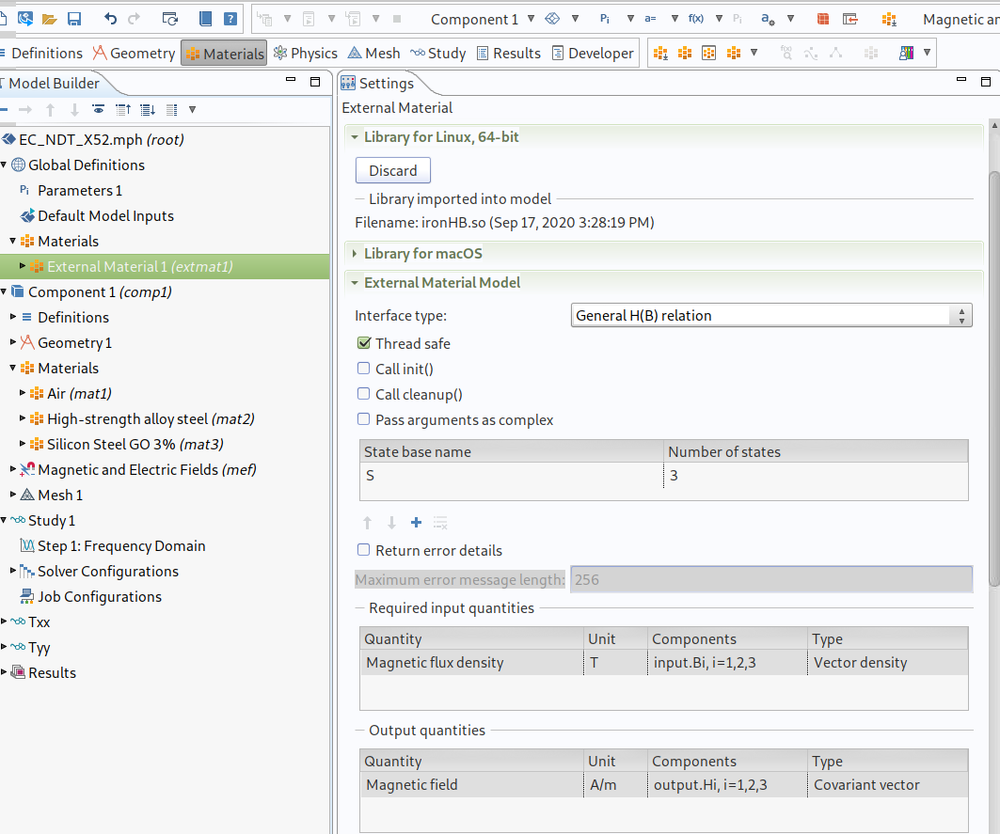 Component 1 Pi a= f(x) Pi a Magnetic an
Definitions Geometry Materials Physics Mesh Study Results Developer
Model Builder
EC_NDT_X52.mph (root)
Global Definitions
Pi Parameters 1
Default Model Inputs
Materials
External Material 1 (extmat1)
Component 1 (comp1)
Definitions
Geometry 1
Materials
Air (mat1)
High-strength alloy steel (mat2)
Silicon Steel GO 3% (mat3)
Magnetic and Electric Fields (mef)
Mesh 1
Study 1
Step 1: Frequency Domain
Solver Configurations
Job Configurations
Txx
Tyy
Results
Settings
External Material
Library for Linux, 64-bit
Discard
Library imported into model
Filename: ironHB.so (Sep 17, 2020 3:28:19 PM)
Library for macOS
External Material Model
Interface type: General H(B) relation
Thread safe
Call init()
Call cleanup()
Pass arguments as complex
State base name Number of states
S 3
Return error details
Maximum error message length: 256
Required input quantities
Quantity Unit Components Type
Magnetic flux density T input.Bi, i=1,2,3 Vector density
Output quantities
Quantity Unit Components Type
Magnetic field A/m output.Hi, i=1,2,3 Covariant vector